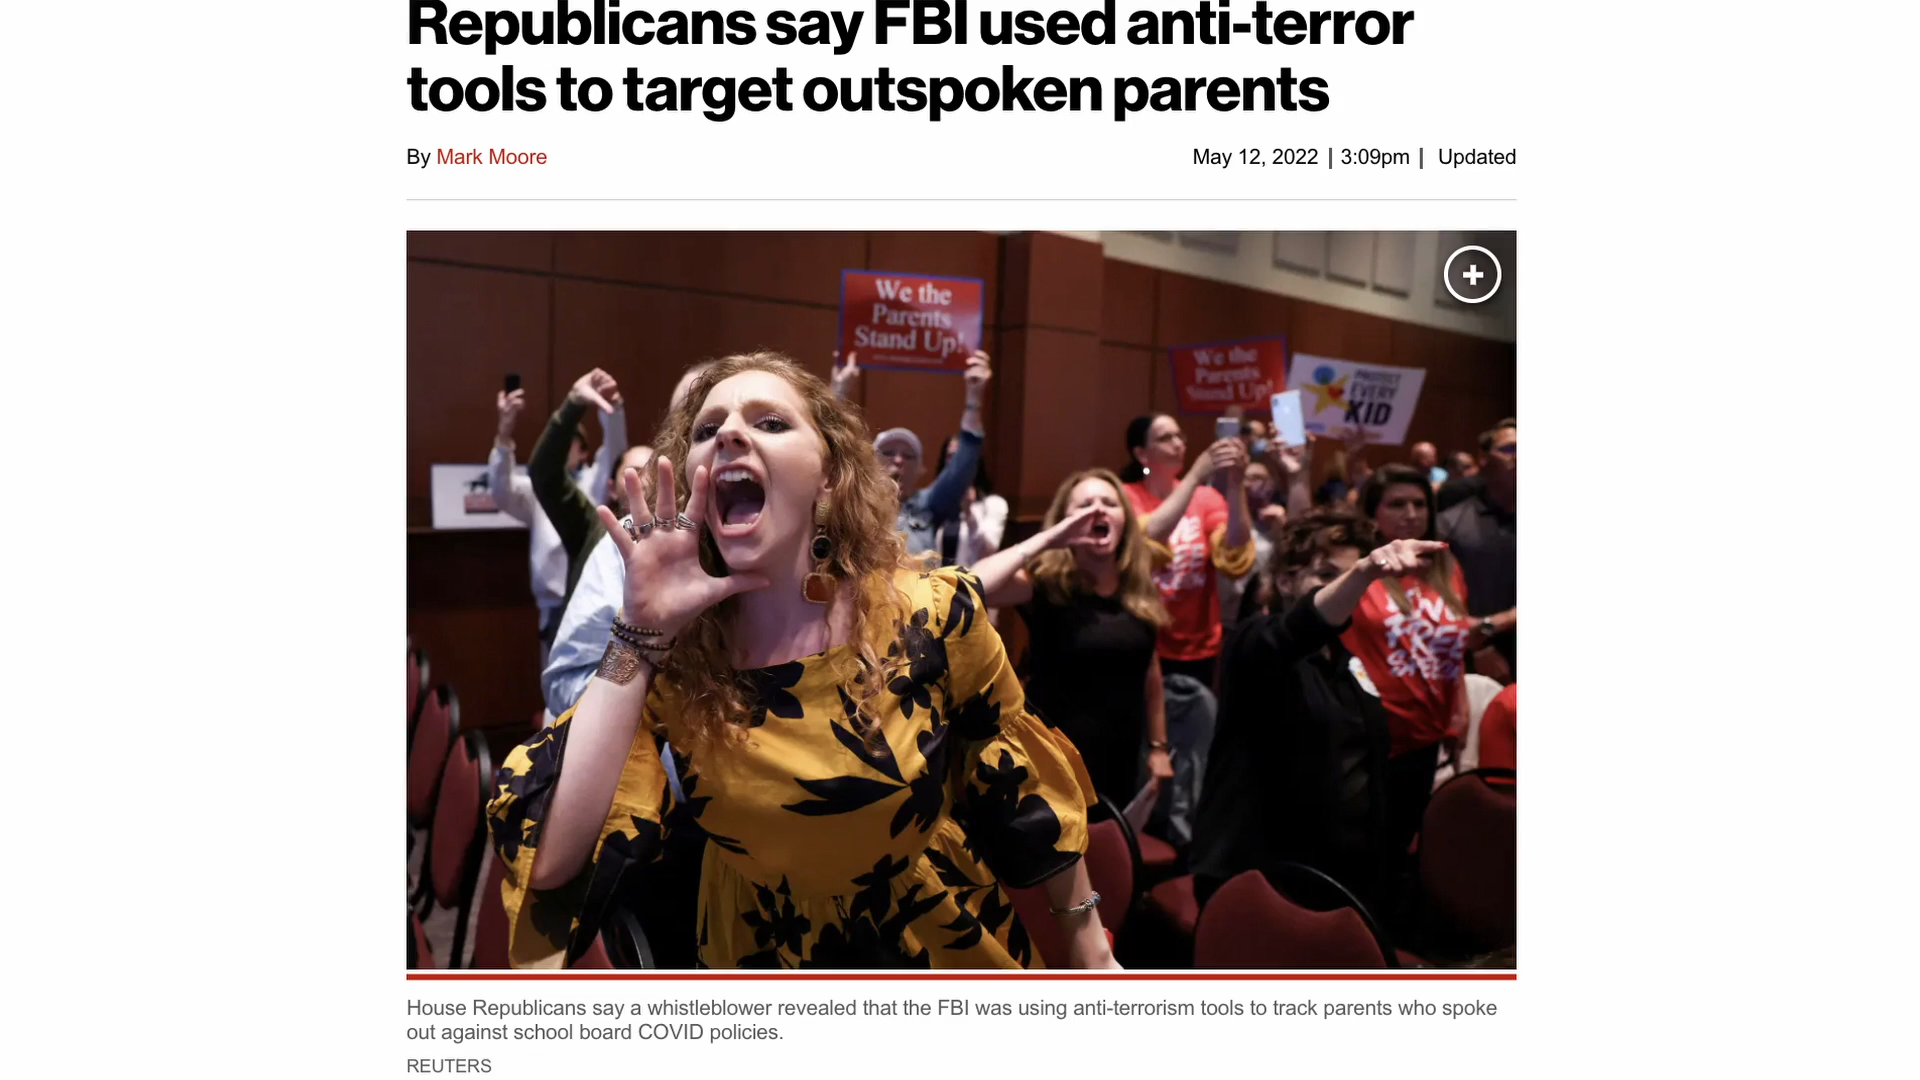 Republicans say FBI used anti-terror
tools to target outspoken parents
By Mark Moore
May 12, 2022 | 3:09pm | Updated
We the
Parents
Stand Up!
We the
Parents
Stand Up!
PROTECT
EVERY
KID
FREE
SPEECH
House Republicans say a whistleblower revealed that the FBI was using anti-terrorism tools to track parents who spoke
out against school board COVID policies.
REUTERS